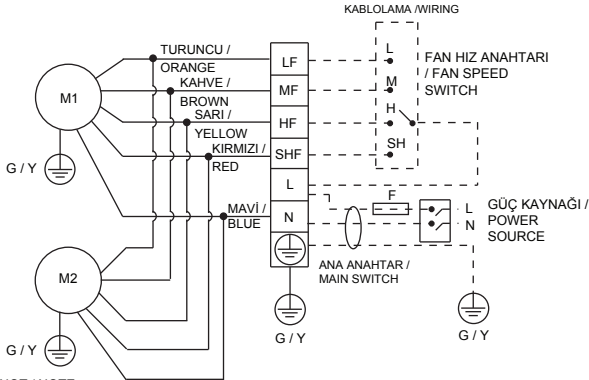 KABLOLAMA /WIRING
TURUNCU /
ORANGE
KAHVE /
BROWN
SARI /
YELLOW
KIRMIZI /
RED
MAVİ /
BLUE
M1
G / Y
M2
G / Y
LF
MF
HF
SHF
L
N
G / Y
L
M
H
SH
FAN HIZ ANAHTARI
/ FAN SPEED
SWITCH
F
L
N
GÜÇ KAYNAĞI /
POWER
SOURCE
ANA ANAHTAR /
MAIN SWITCH
G / Y